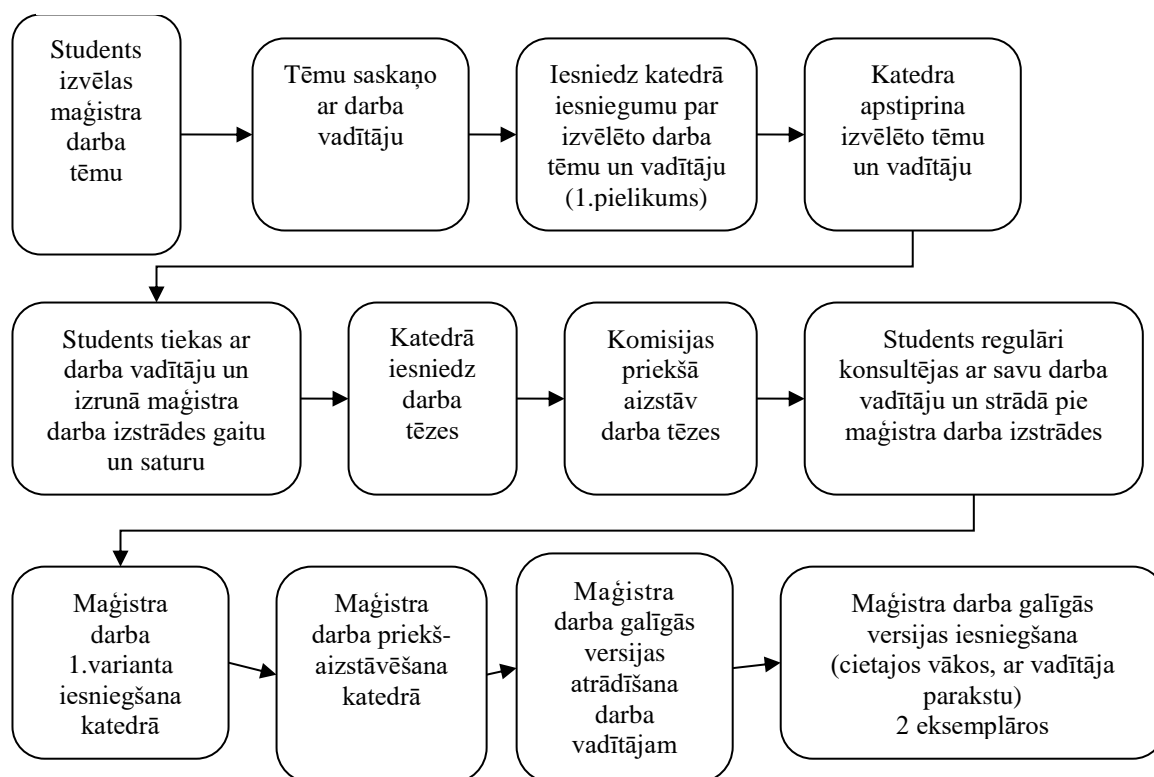 Students
izvēlas
maģistra
darba
tēmu
Tēmu saskaņo
ar darba
vadītāju
Iesniedz katedrā
iesniegumu par
izvēlēto darba
tēmu un vadītāju
(1.pielikums)
Katedra
apstiprina
izvēlēto tēmu
un vadītāju
Students tiekas ar
darba vadītāju un
izrunā maģistra
darba izstrādes gaitu
un saturu
Katedrā
iesniedz
darba
tēzes
Komisijas
priekšā
aizstāv
darba tēzes
Students regulāri
konsultējas ar savu darba
vadītāju un strādā pie
maģistra darba izstrādes
Maģistra
darba
1.varianta
iesniegšana
katedrā
Maģistra
darba priekš-
aizstāvēšana
katedrā
Maģistra
darba galīgās
versijas
atrādīšana
darba
vadītājam
Maģistra darba galīgās
versijas iesniegšana
(cietajos vākos, ar vadītāja
parakstu)
2 eksemplāros